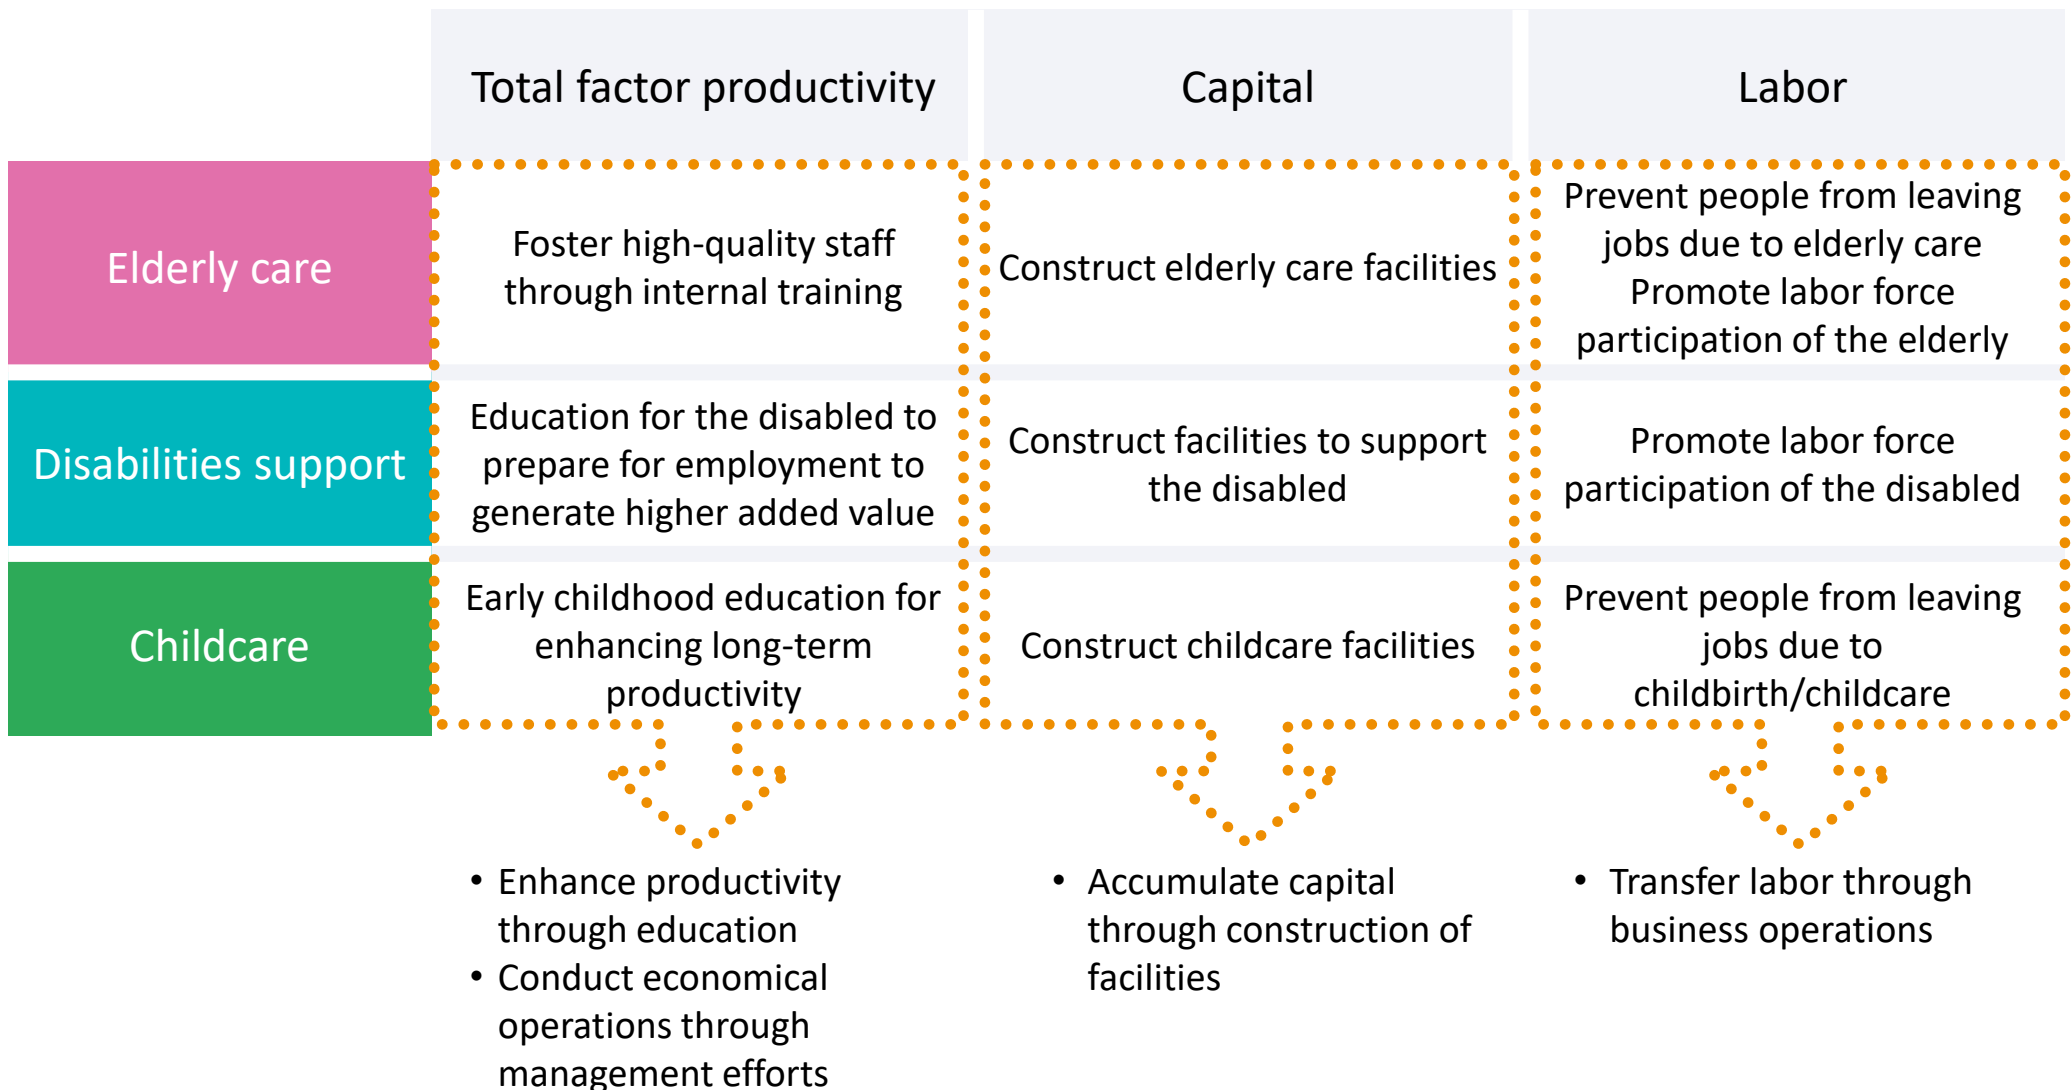 Total factor productivity
Capital
Labor
Elderly care
Foster high-quality staff
through internal training
Construct elderly care facilities
Prevent people from leaving
jobs due to elderly care
Promote labor force
participation of the elderly
Disabilities support
Education for the disabled to
prepare for employment to
generate higher added value
Construct facilities to support
the disabled
Promote labor force
participation of the disabled
Childcare
Early childhood education for
enhancing long-term
productivity
Construct childcare facilities
Prevent people from leaving
jobs due to
childbirth/childcare
• Enhance productivity
through education
• Conduct economical
operations through
management efforts
• Accumulate capital
through construction of
facilities
• Transfer labor through
business operations